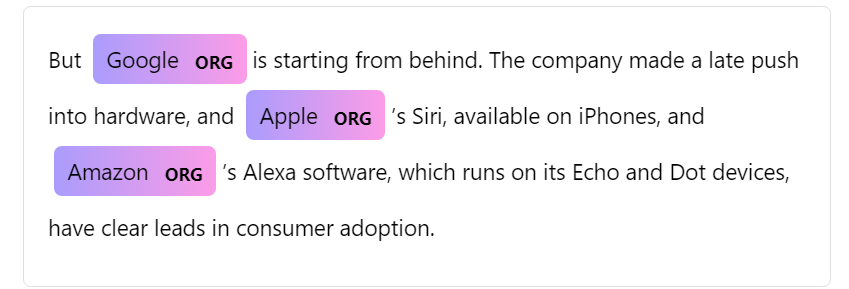 But Google ORG is starting from behind. The company made a late push
into hardware, and Apple ORG ’s Siri, available on iPhones, and
Amazon ORG ’s Alexa software, which runs on its Echo and Dot devices,
have clear leads in consumer adoption.